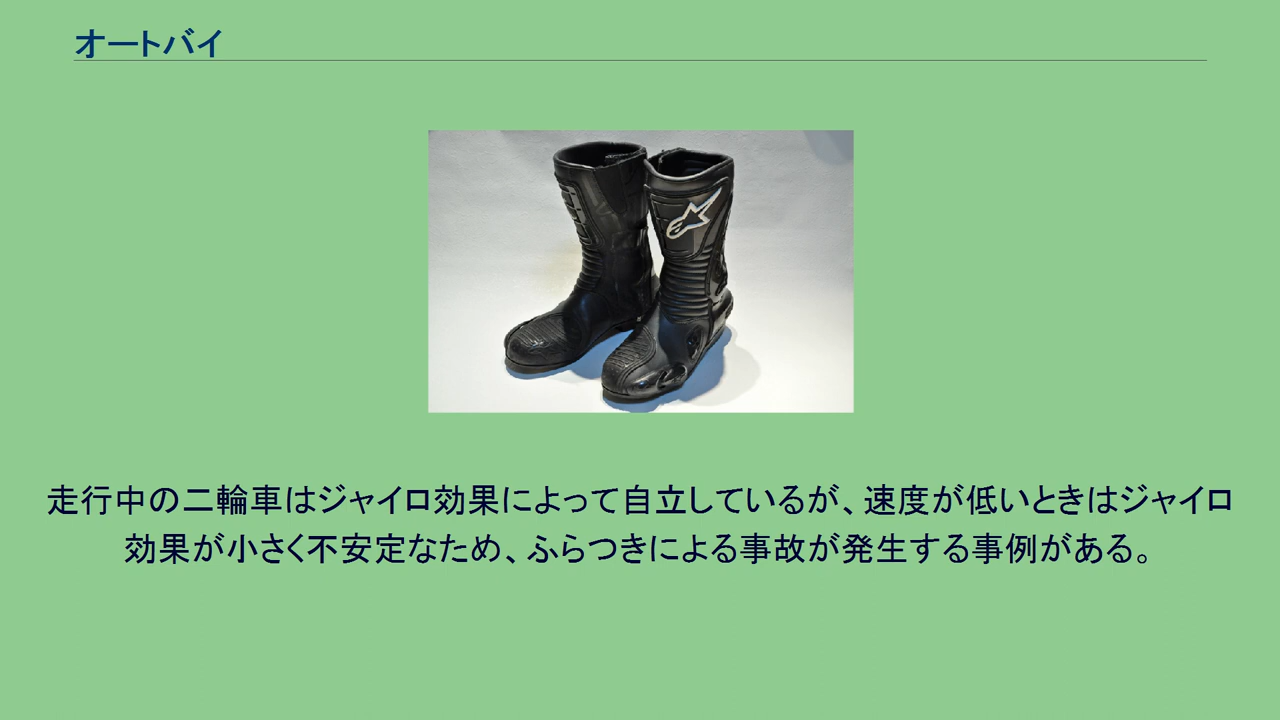 オートバイ
走行中の二輪車はジャイロ効果によって自立しているが、速度が低いときはジャイロ
効果が小さく不安定なため、ふらつきによる事故が発生する事例がある。